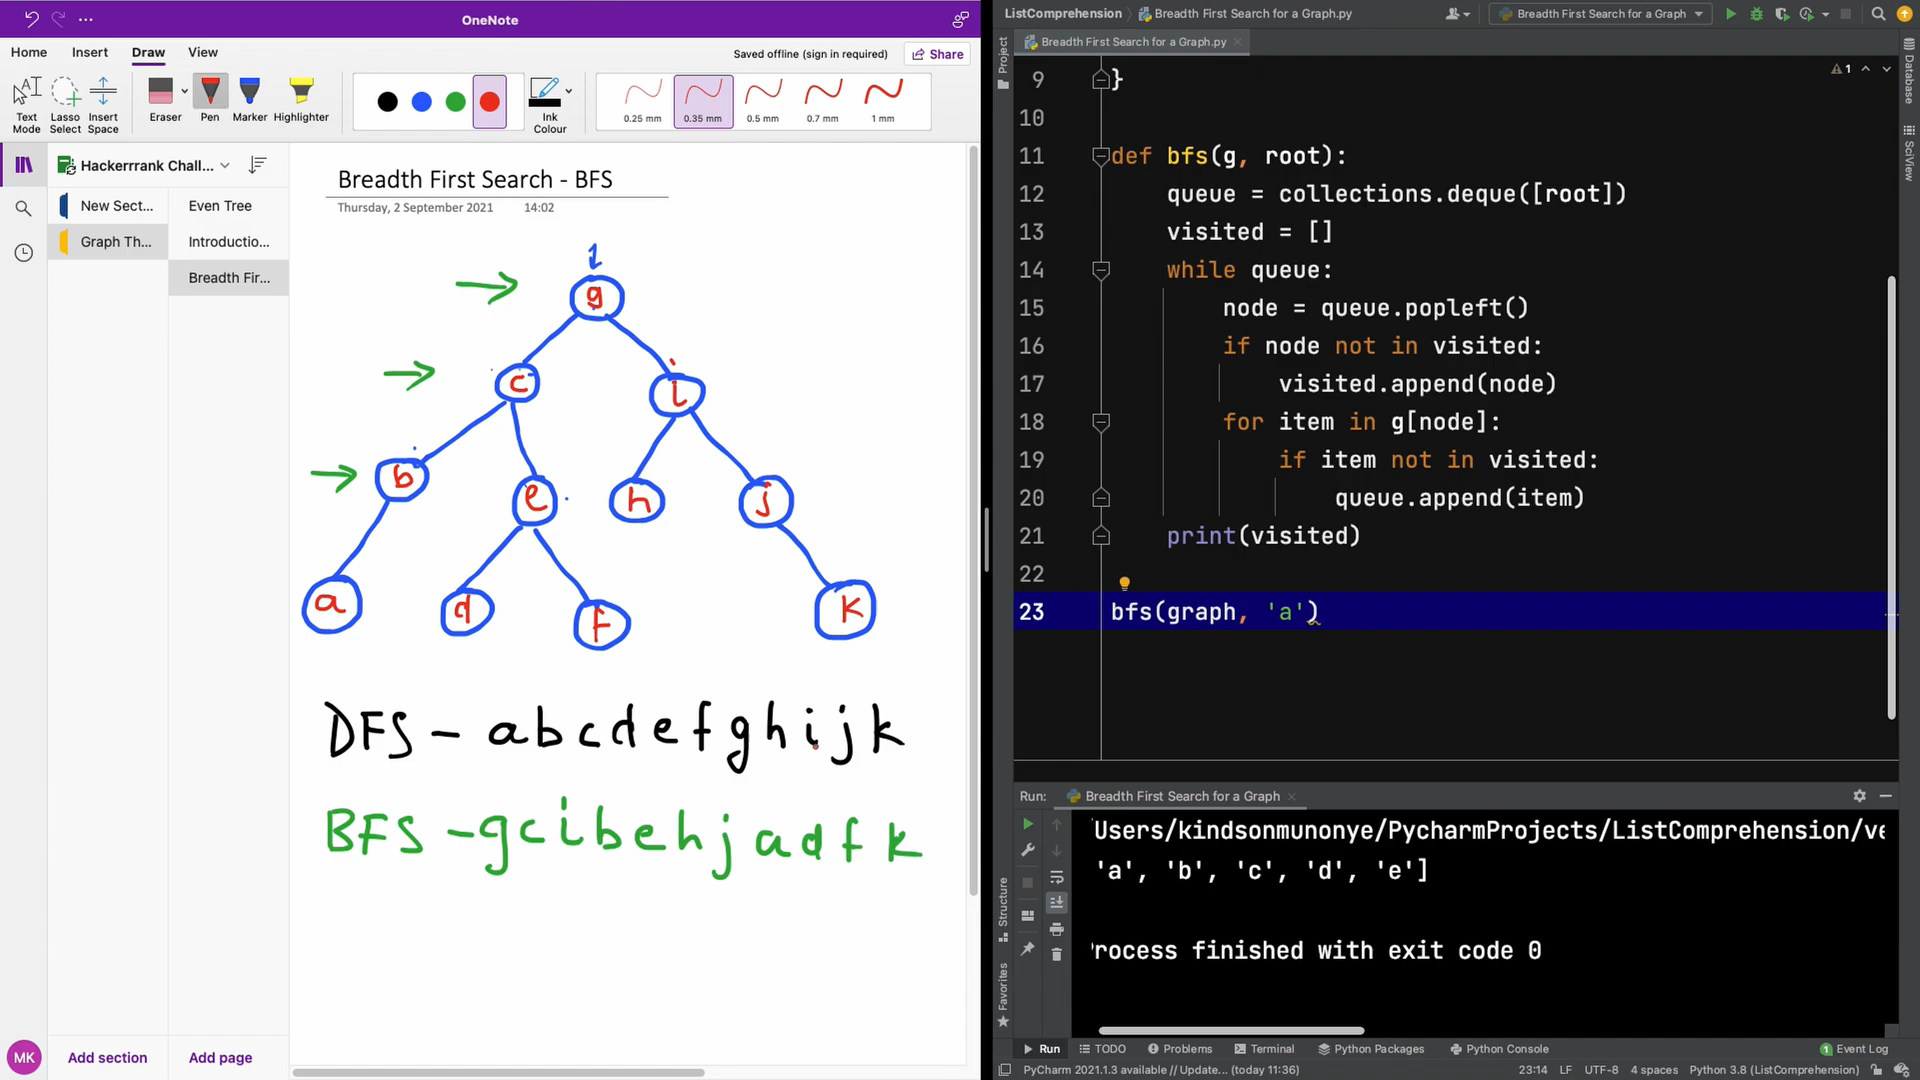 OneNote
Home Insert Draw View
Saved offline (sign in required) Share
Text Mode
Lasso Select
Insert Space
Eraser Pen Marker Highlighter
Ink Colour
0.25 mm 0.35 mm 0.5 mm 0.7 mm 1 mm
Hackerrrank Chall...
New Sect...
Graph Th...
Even Tree
Introductio...
Breadth Fir...
Breadth First Search - BFS
Thursday, 2 September 2021 14:02
1
g
c i
b e h j
a d f k
DFS - abcdefghijk
BFS - gcibehjadfk
MK Add section Add page
ListComprehension Breadth First Search for a Graph.py
Breadth First Search for a Graph
Breadth First Search for a Graph.py
Project
Database
SciView
1
9 }
10
11 def bfs(g, root):
12 queue = collections.deque([root])
13 visited = []
14 while queue:
15 node = queue.popleft()
16 if node not in visited:
17 visited.append(node)
18 for item in g[node]:
19 if item not in visited:
20 queue.append(item)
21 print(visited)
22
23 bfs(graph, 'a')
Run: Breadth First Search for a Graph
Users/kindsonmunonye/PycharmProjects/ListComprehension/ve
'a', 'b', 'c', 'd', 'e']
rocess finished with exit code 0
Structure
Favorites
Run TODO Problems Terminal Python Packages Python Console 1 Event Log
PyCharm 2021.1.3 available // Update... (today 11:36) 23:14 LF UTF-8 4 spaces Python 3.8 (ListComprehension)